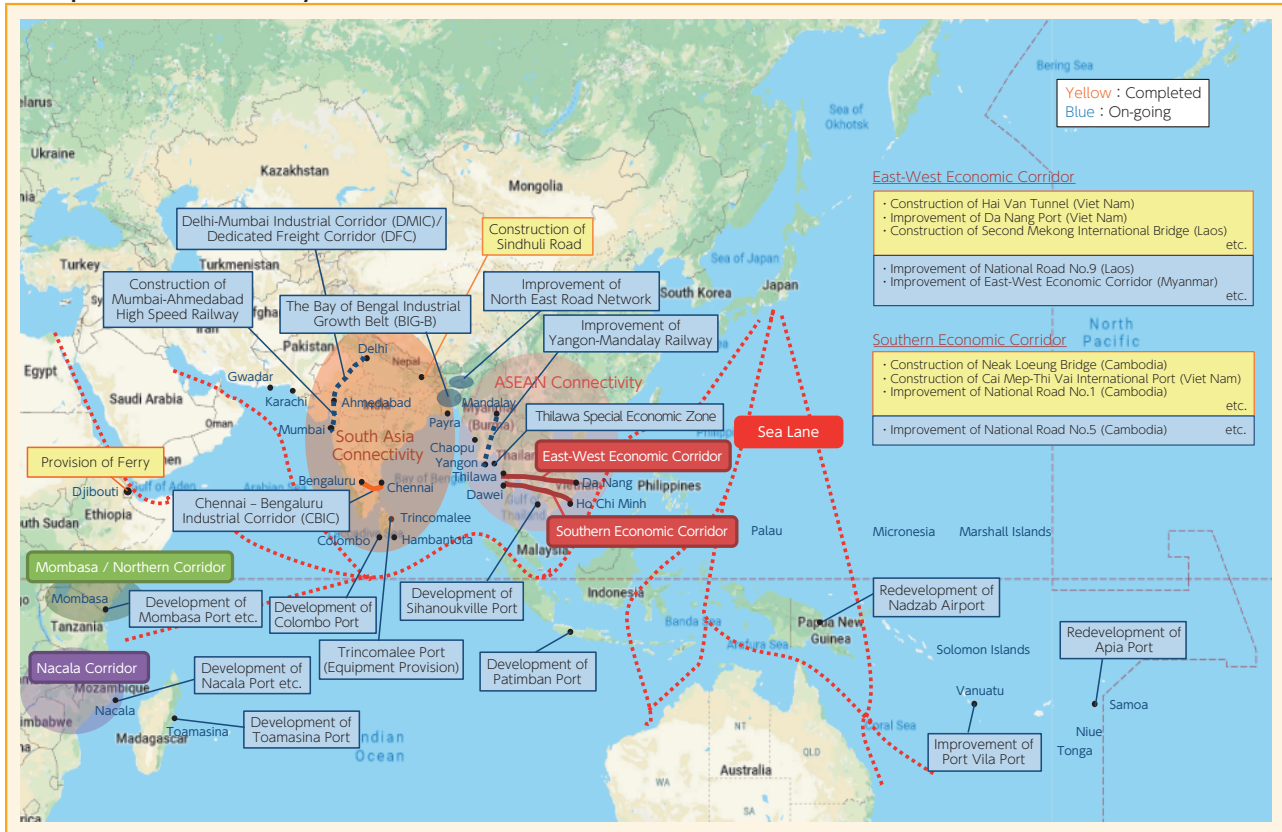 Bering Sea
Yellow : Completed
Blue : On-going
Sea of
Okhotsk
elarus
Ukraine
Kazakhstan
Mongolia
East-West Economic Corridor
・Construction of Hai Van Tunnel (Viet Nam)
・Improvement of Da Nang Port (Viet Nam)
・Construction of Second Mekong International Bridge (Laos)
etc.
・Improvement of National Road No.9 (Laos)
・Improvement of East-West Economic Corridor (Myanmar)
etc.
Delhi-Mumbai Industrial Corridor (DMIC)/
Dedicated Freight Corridor (DFC)
Construction of
Sindhuli Road
Turkey
Turkmenistan
Sea of Japan
South Korea
Japan
Construction of
Mumbai-Ahmedabad
High Speed Railway
The Bay of Bengal Industrial
Growth Belt (BIG-B)
Improvement of
North East Road Network
Improvement of
Yangon-Mandalay Railway
North
Pacific
Southern Economic Corridor
・Construction of Neak Loeung Bridge (Cambodia)
・Construction of Cai Mep-Thi Vai International Port (Viet Nam)
・Improvement of National Road No.1 (Cambodia)
etc.
・Improvement of National Road No.5 (Cambodia)
etc.
Pakistan
Delhi
Nepal
Egypt
Gwadar
Karachi
Saudi Arabia
Oman
Ahmedabad
Mumbai
South Asia
Connectivity
ASEAN Connectivity
Mandalay
Payra
Chaopu
Yangon
Thilawa
Dawei
Thilawa Special Economic Zone
Sea Lane
East-West Economic Corridor
Da Nang
Philippines
Ho Chi Minh
Southern Economic Corridor
Provision of Ferry
Djibouti
Gulf of Aden
Ethiopia
uth Sudan
Bengaluru
Chennai
Chennai – Bengaluru
Industrial Corridor (CBIC)
Trincomalee
Colombo
Hambantota
Gulf of
Thailand
Malaysia
Palau
Micronesia
Marshall Islands
Mombasa / Northern Corridor
Mombasa
Tanzania
Development of
Mombasa Port etc.
Development of
Colombo Port
Development of
Sihanoukville Port
Indonesia
Banda Sea
Arafura Sea
Redevelopment of
Nadzab Airport
Papua New
Guinea
Solomon Islands
Redevelopment of
Apia Port
Trincomalee Port
(Equipment Provision)
Development of
Patimban Port
Nacala Corridor
Mozambique
Nacala
imbabwe
Development of
Nacala Port etc.
Madagascar
Toamasina
Development of
Toamasina Port
ndian
Ocean
Vanuatu
Samoa
Niue
Tonga
Coral Sea
Improvement of
Port Vila Port
NT
QLD
WA
SA
Australia
rica